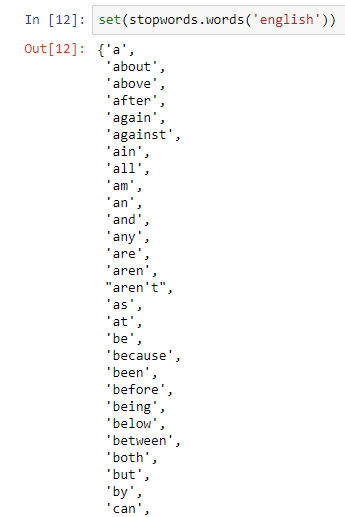 In [12]: set(stopwords.words('english'))
Out[12]: {'a',
'about',
'above',
'after',
'again',
'against',
'ain',
'all',
'am',
'an',
'and',
'any',
'are',
'aren',
"aren't",
'as',
'at',
'be',
'because',
'been',
'before',
'being',
'below',
'between',
'both',
'but',
'by',
'can',